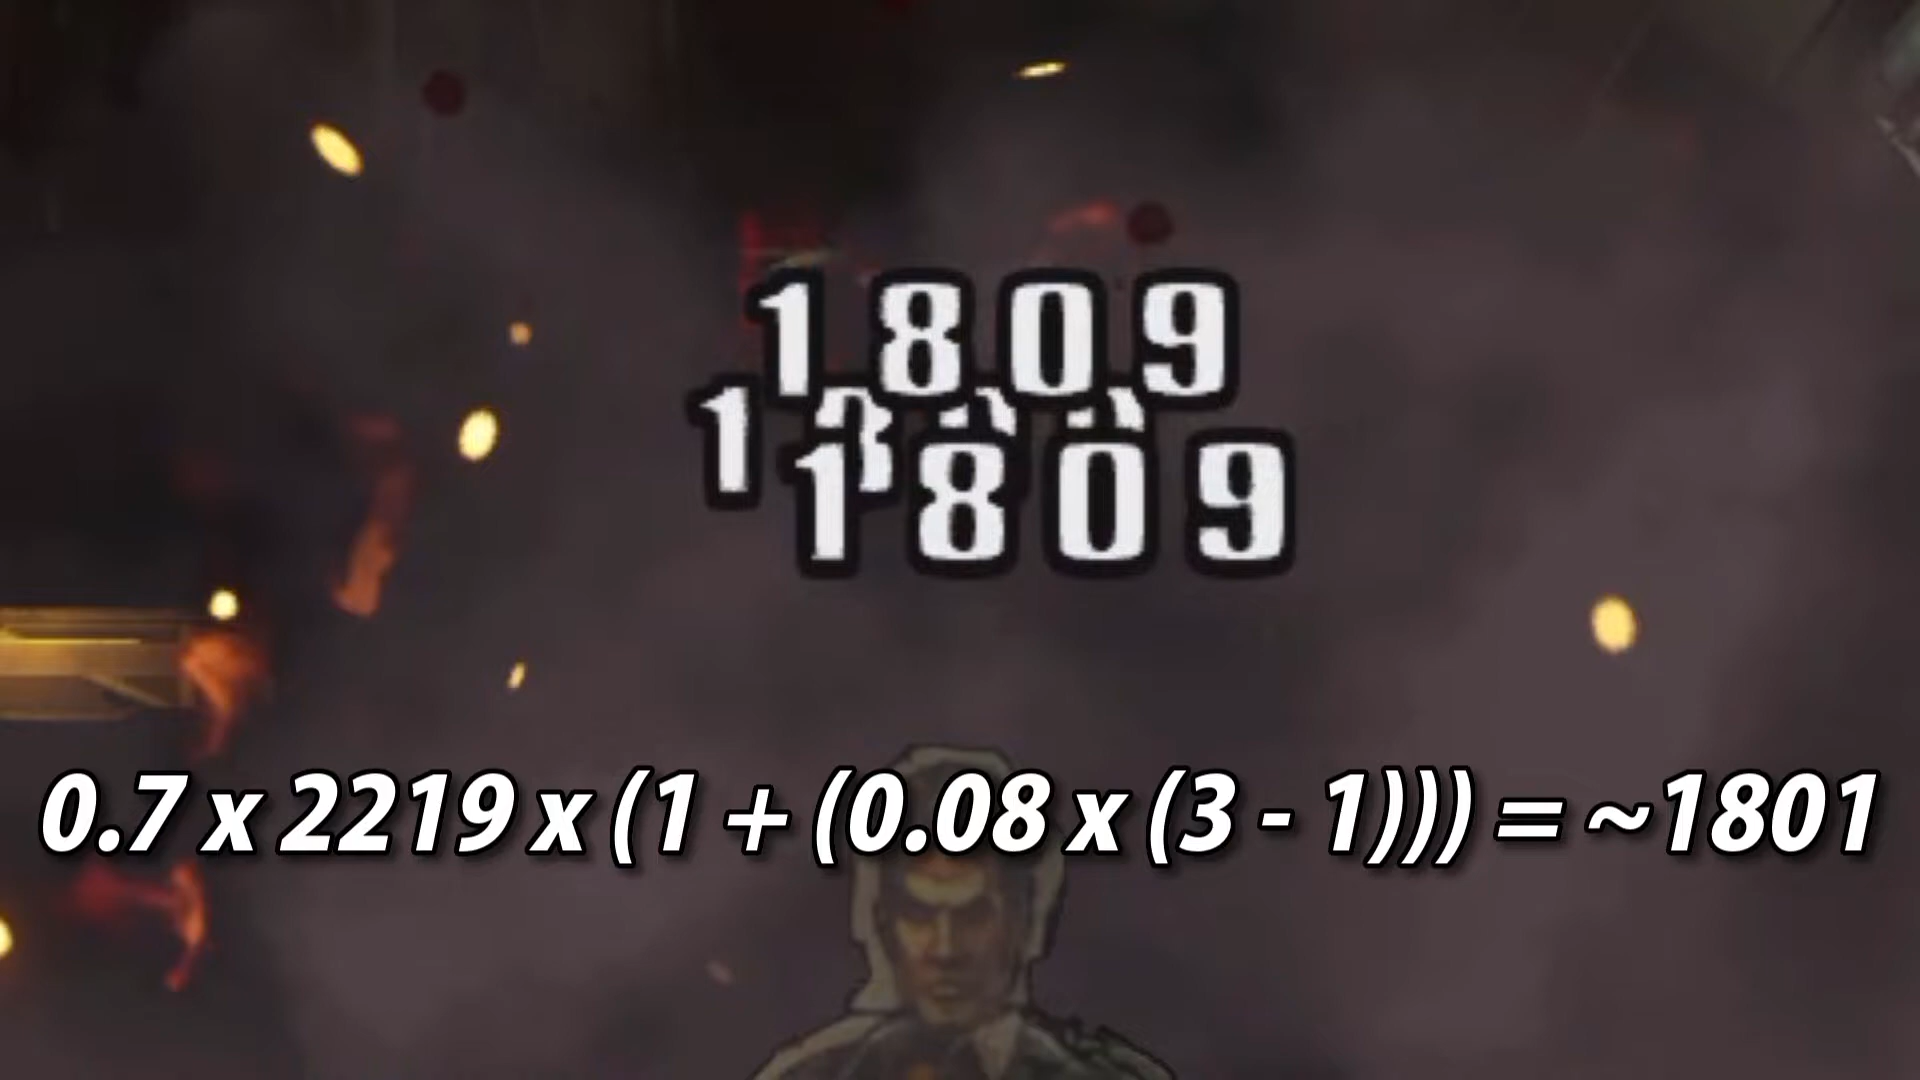 1809
1809
0.7 x 2219 x (1 + (0.08 x (3 - 1))) = ~1801